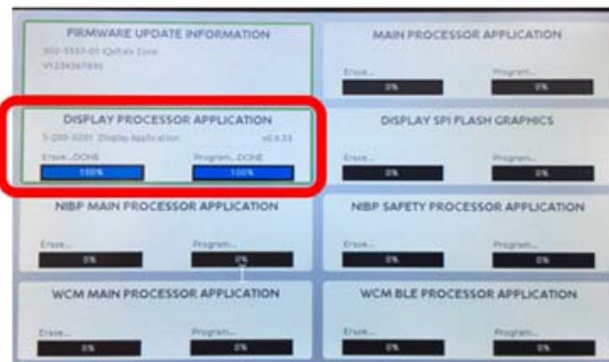 FIRMWARE UPDATE INFORMATION
MAIN PROCESSOR APPLICATION
Erase... Program...
0% 0%
DISPLAY PROCESSOR APPLICATION
Display Application
Erase...DONE Program...DONE
100% 100%
DISPLAY SPI FLASH GRAPHICS
Erase... Program...
0% 0%
NIBP MAIN PROCESSOR APPLICATION
Erase... Program...
0% 0%
NIBP SAFETY PROCESSOR APPLICATION
Erase... Program...
0% 0%
WCM MAIN PROCESSOR APPLICATION
Erase... Program...
0% 0%
WCM BLE PROCESSOR APPLICATION
Erase... Program...
0% 0%